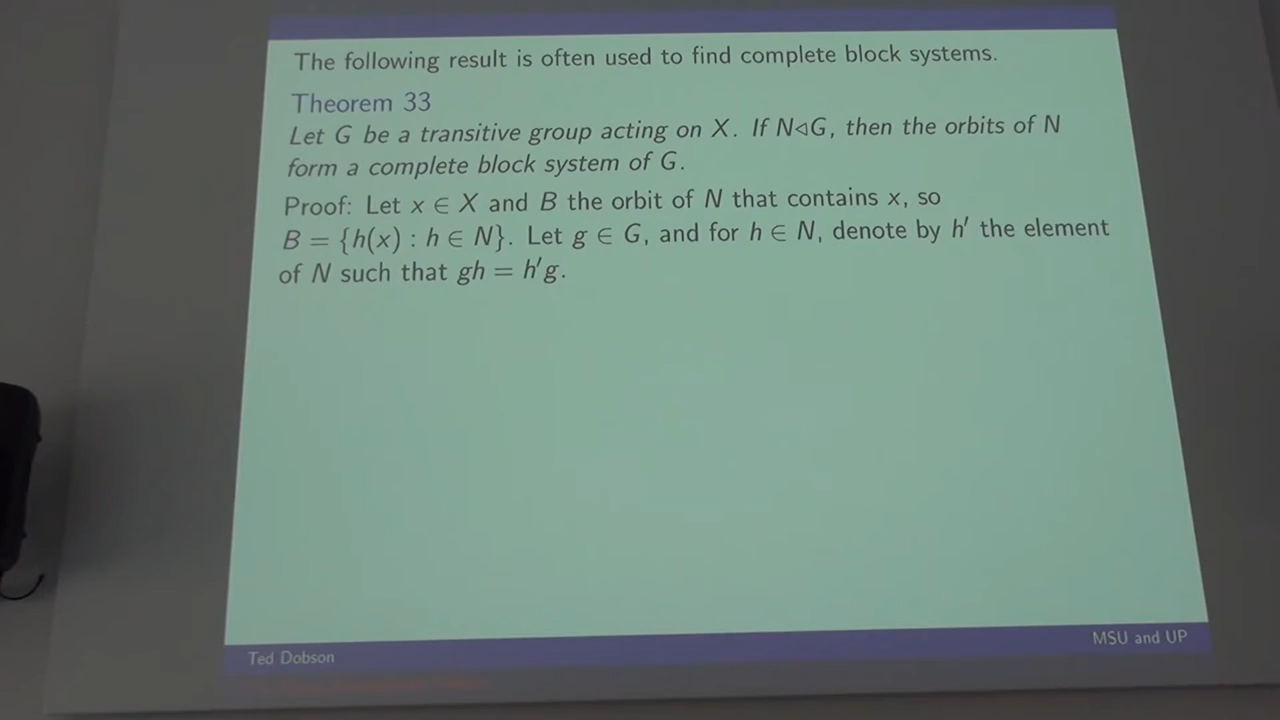 The following result is often used to find complete block systems.
Theorem 33
Let G be a transitive group acting on X. If N◁G, then the orbits of N
form a complete block system of G.
Proof: Let x ∈ X and B the orbit of N that contains x, so
B = {h(x) : h ∈ N}. Let g ∈ G, and for h ∈ N, denote by h′ the element
of N such that gh = h′g.
Ted Dobson
MSU and UP